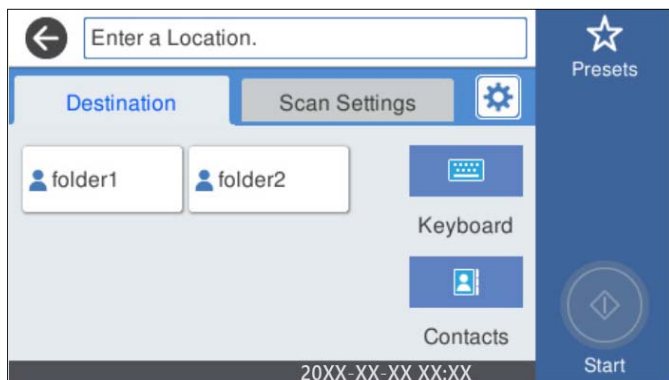 Enter a Location.
Presets
Destination
Scan Settings
folder1
folder2
Keyboard
Contacts
20XX-XX-XX XX:XX
Start